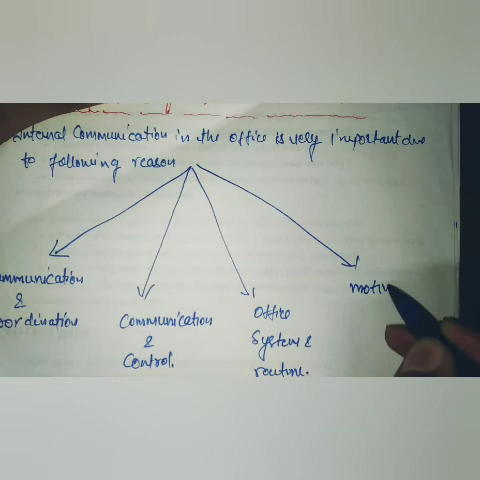 Internal Communication in the office is very important due
to following reason
mmunication
&
oordination
Communication
&
Control.
Office
System &
routine.
motiv